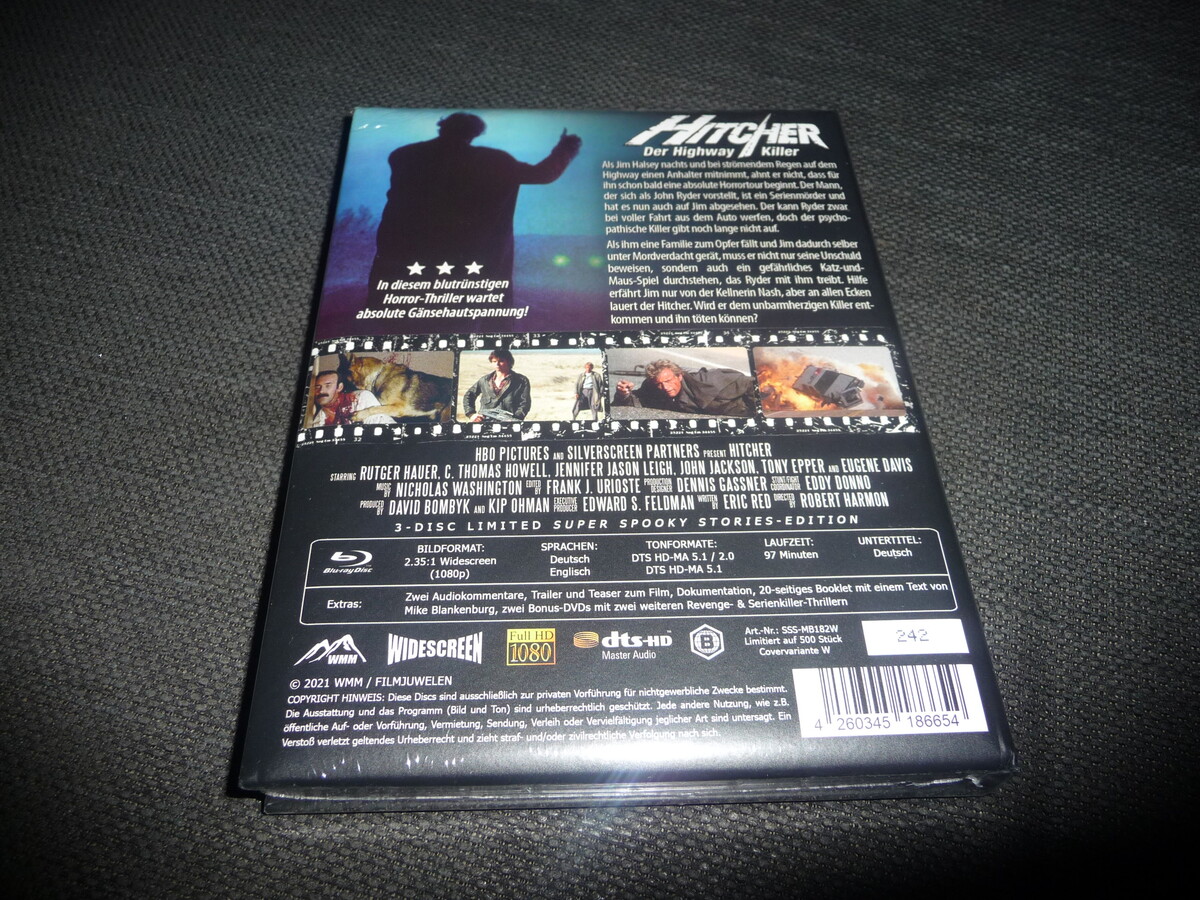 HITCHER
Der Highway Killer
Als Jim Halsey nachts und bei strömendem Regen auf dem
Highway einen Anhalter mitnimmt, ahnt er nicht, dass für
ihn schon bald eine absolute Horrortour beginnt. Der Mann,
der sich als John Ryder vorstellt, ist ein Serienmörder und
hat es nun auch auf Jim abgesehen. Der kann Ryder zwar
bei voller Fahrt aus dem Auto werfen, doch der psycho-
pathische Killer gibt noch lange nicht auf.
Als ihm eine Familie zum Opfer fällt und Jim dadurch selber
unter Mordverdacht gerät, muss er nicht nur seine Unschuld
beweisen, sondern auch ein gefährliches Katz-und-
Maus-Spiel durchstehen, das Ryder mit ihm treibt. Hilfe
erfährt Jim nur von der Kellnerin Nash, aber an allen Ecken
lauert der Hitcher. Wird er dem unbarmherzigen Killer ent-
kommen und ihn töten können?
In diesem blutrünstigen
Horror-Thriller wartet
absolute Gänsehautspannung!
32
33
HBO PICTURES AND SILVERSCREEN PARTNERS PRESENT HITCHER
STARRING RUTGER HAUER, C. THOMAS HOWELL, JENNIFER JASON LEIGH, JOHN JACKSON, TONY EPPER AND EUGENE DAVIS
MUSIC BY NICHOLAS WASHINGTON EDITED BY FRANK J. URIOSTE PRODUCTION DESIGNER DENNIS GASSNER STUNT/FIGHT COORDINATOR EDDY DONNO
PRODUCED BY DAVID BOMBYK AND KIP OHMAN EXECUTIVE PRODUCER EDWARD S. FELDMAN WRITTEN BY ERIC RED DIRECTED BY ROBERT HARMON
3-DISC LIMITED SUPER SPOOKY STORIES-EDITION
Blu-ray Disc
BILDFORMAT:
2.35:1 Widescreen
(1080p)
SPRACHEN:
Deutsch
Englisch
TONFORMATE:
DTS HD-MA 5.1 / 2.0
DTS HD-MA 5.1
LAUFZEIT:
97 Minuten
UNTERTITEL:
Deutsch
Extras:
Zwei Audiokommentare, Trailer und Teaser zum Film, Dokumentation, 20-seitiges Booklet mit einem Text von
Mike Blankenburg, zwei Bonus-DVDs mit zwei weiteren Revenge- & Serienkiller-Thrillern
WMM
WIDESCREEN
Full HD
1080
dts-HD
Master Audio
B
Art.-Nr.: SSS-MB182W
Limitiert auf 500 Stück
Covervariante W
242
© 2021 WMM / FILMJUWELEN
COPYRIGHT HINWEIS: Diese Discs sind ausschließlich zur privaten Vorführung für nichtgewerbliche Zwecke bestimmt.
Die Ausstattung und das Programm (Bild und Ton) sind urheberrechtlich geschützt. Jede andere Nutzung, wie z.B.
öffentliche Auf- oder Vorführung, Vermietung, Sendung, Verleih oder Vervielfältigung jeglicher Art sind untersagt. Ein
Verstoß verletzt geltendes Urheberrecht und zieht straf- und/oder zivilrechtliche Verfolgung nach sich.
4 260345 186654